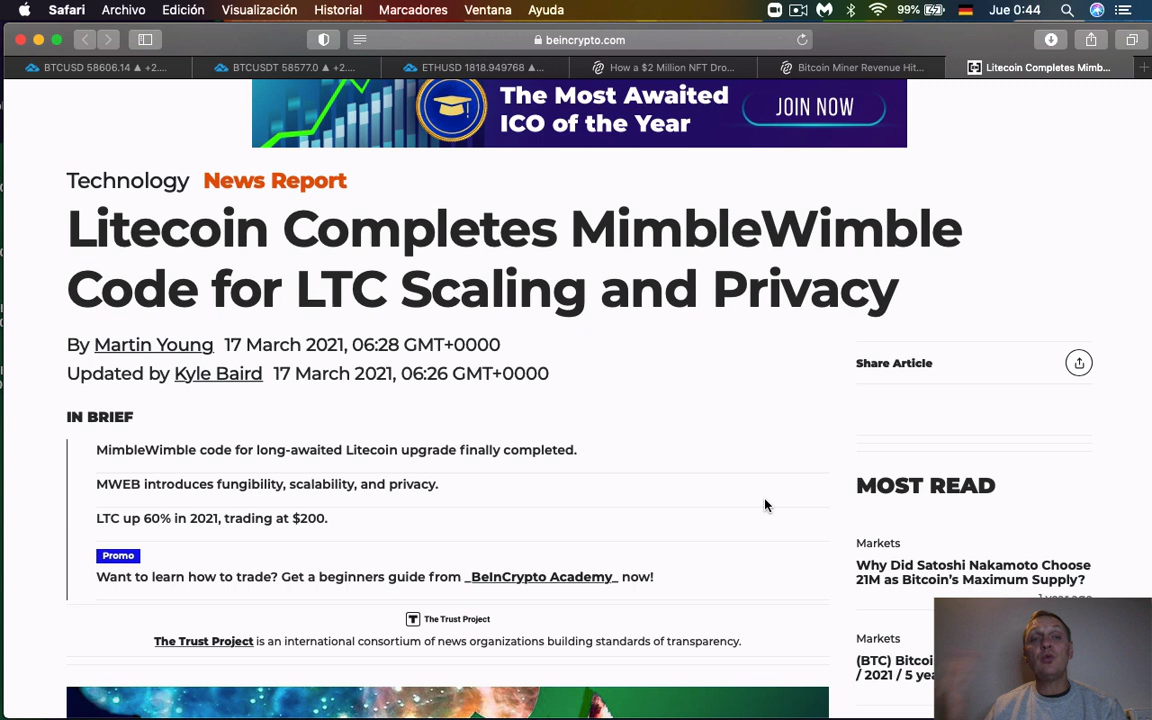 Safari Archivo Edición Visualización Historial Marcadores Ventana Ayuda 99% Jue 0:44
beincrypto.com
BTCUSD 58606.14 ▲ +2.... BTCUSDT 58577.0 ▲ +2.... ETHUSD 1818.949768 ▲... How a $2 Million NFT Dro... Bitcoin Miner Revenue Hit... Litecoin Completes Mimb...
The Most Awaited
ICO of the Year
JOIN NOW
Technology News Report
Litecoin Completes MimbleWimble
Code for LTC Scaling and Privacy
By Martin Young 17 March 2021, 06:28 GMT+0000
Updated by Kyle Baird 17 March 2021, 06:26 GMT+0000
Share Article
IN BRIEF
MimbleWimble code for long-awaited Litecoin upgrade finally completed.
MWEB introduces fungibility, scalability, and privacy.
LTC up 60% in 2021, trading at $200.
Promo
Want to learn how to trade? Get a beginners guide from _BeInCrypto Academy_ now!
The Trust Project
The Trust Project is an international consortium of news organizations building standards of transparency.
MOST READ
Markets
Why Did Satoshi Nakamoto Choose
21M as Bitcoin's Maximum Supply?
Markets
(BTC) Bitcoi
/ 2021 / 5 yea